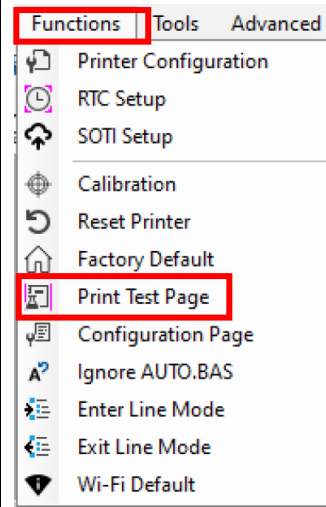 Functions Tools Advanced
Printer Configuration
RTC Setup
SOTI Setup
Calibration
Reset Printer
Factory Default
Print Test Page
Configuration Page
Ignore AUTO.BAS
Enter Line Mode
Exit Line Mode
Wi-Fi Default